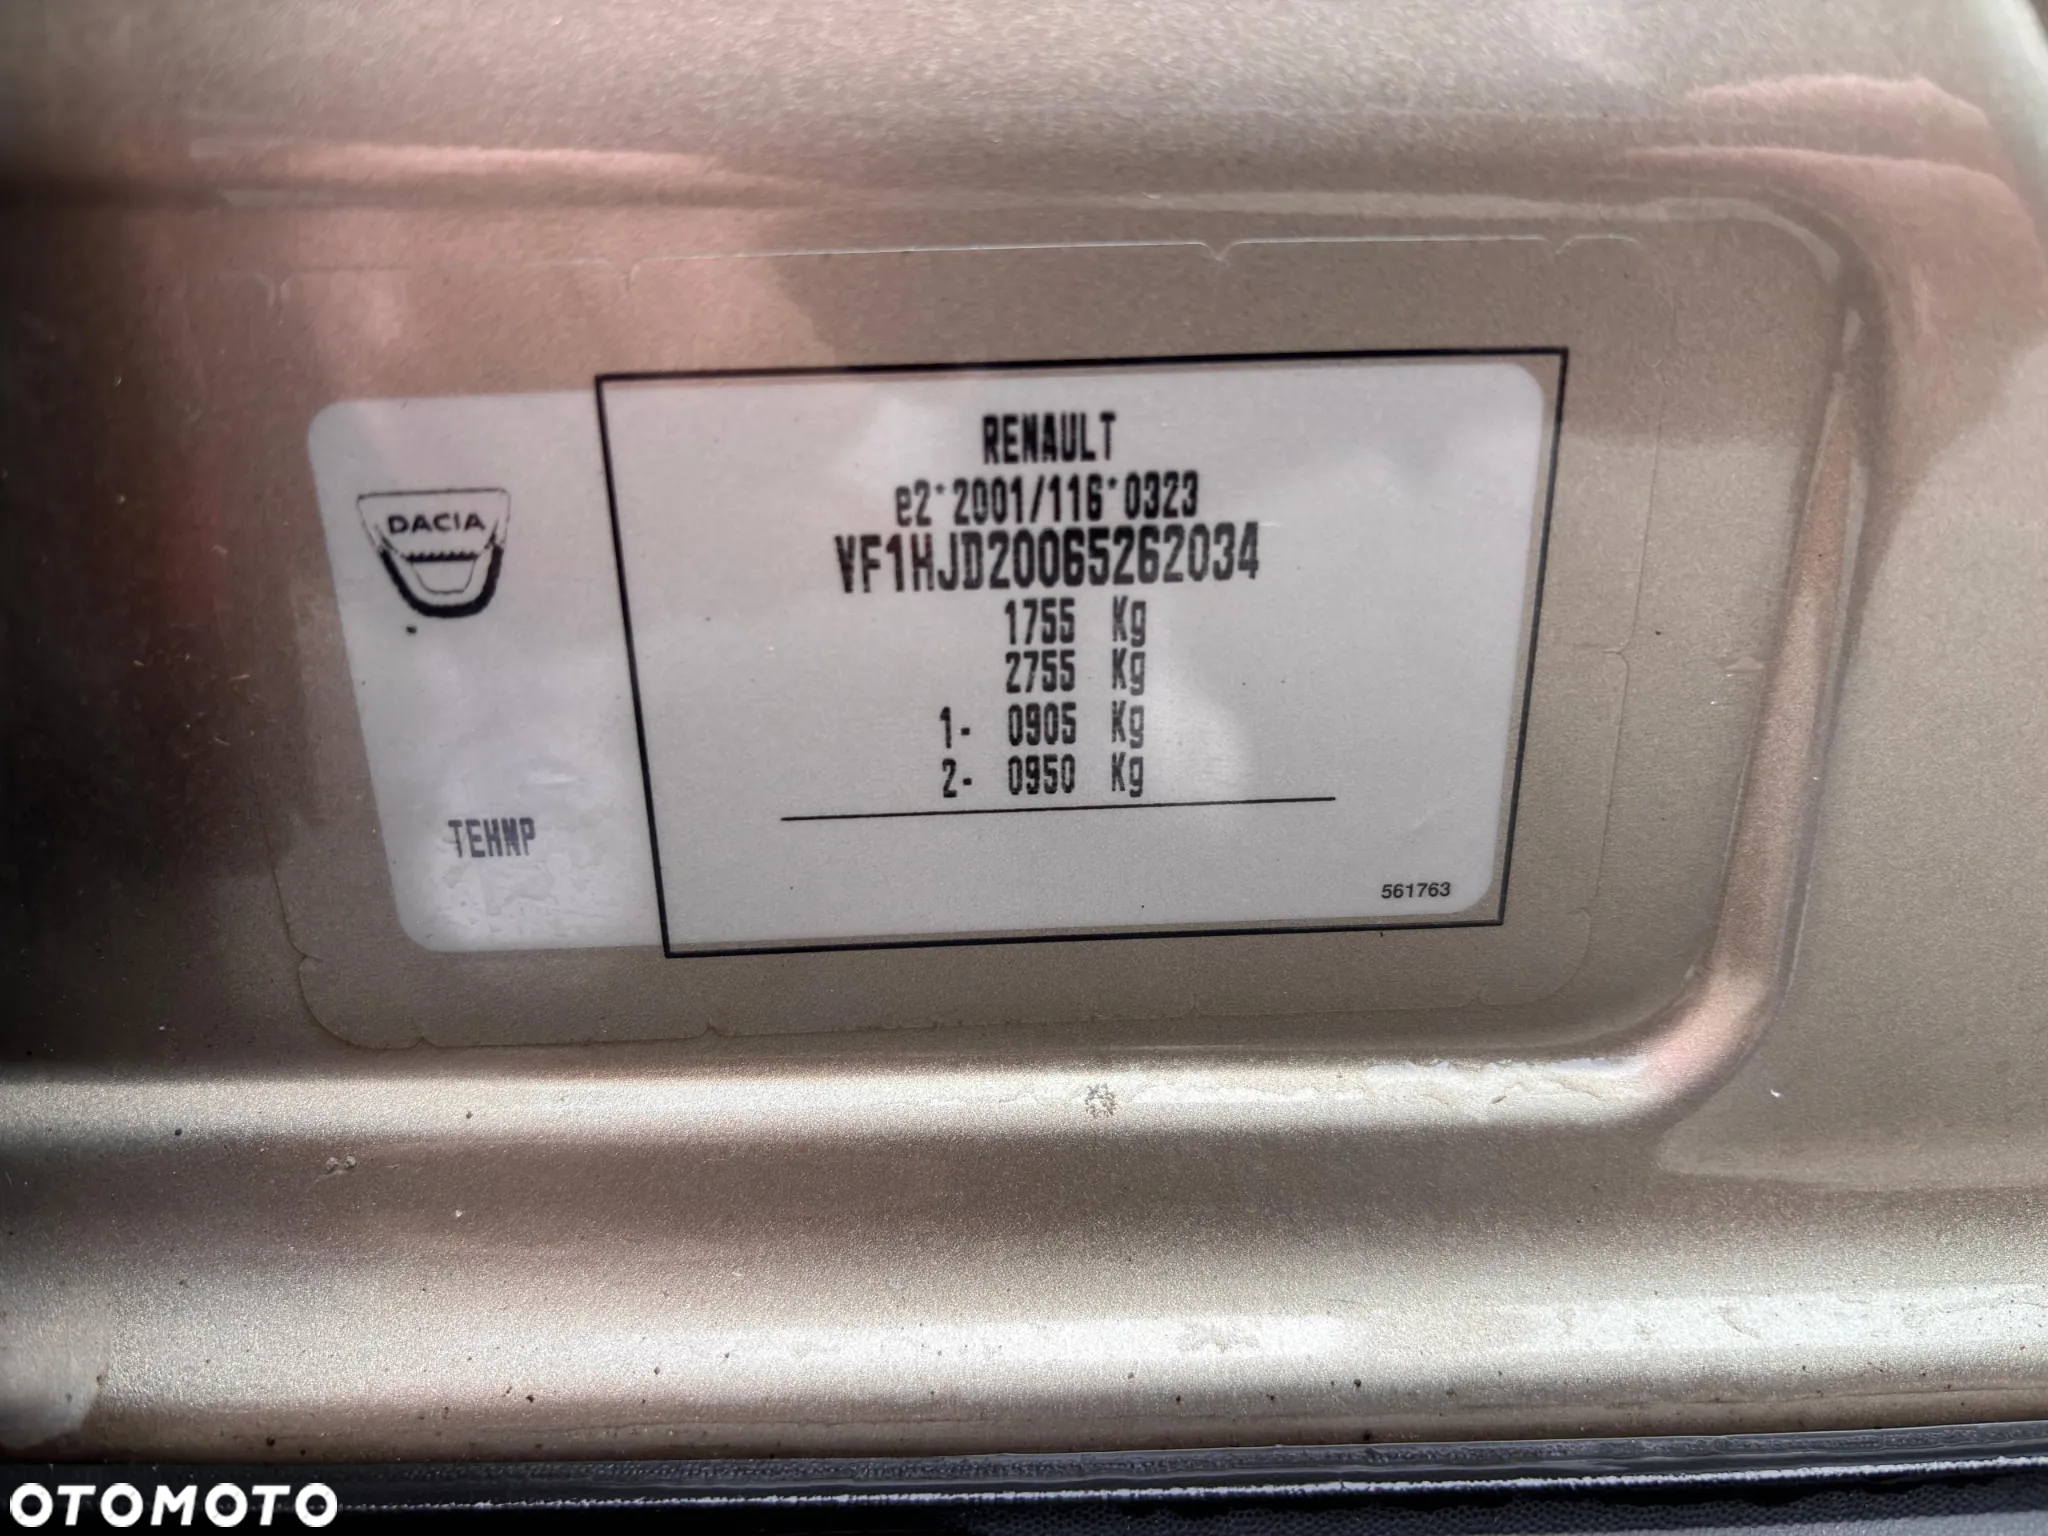 RENAULT
e2*2001/116*0323
VF1HJD20065262034
1755 Kg
2755 Kg
1- 0905 Kg
2- 0950 Kg
DACIA
TEHNP
561763
OTOMOTO